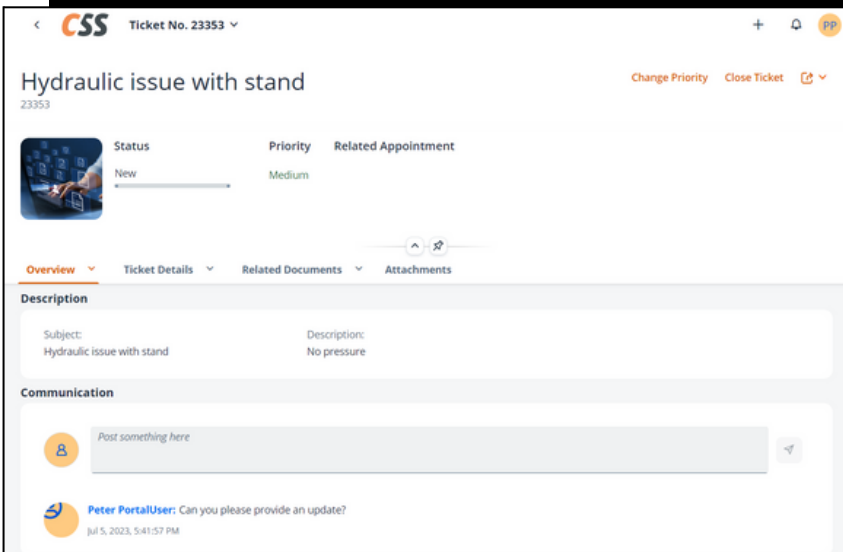 CSS Ticket No. 23353
PP
Hydraulic issue with stand
Change Priority Close Ticket
23353
Status Priority Related Appointment
New Medium
Overview Ticket Details Related Documents Attachments
Description
Subject: Description:
Hydraulic issue with stand No pressure
Communication
Post something here
Peter PortalUser: Can you please provide an update?
Jul 5, 2023, 5:41:57 PM